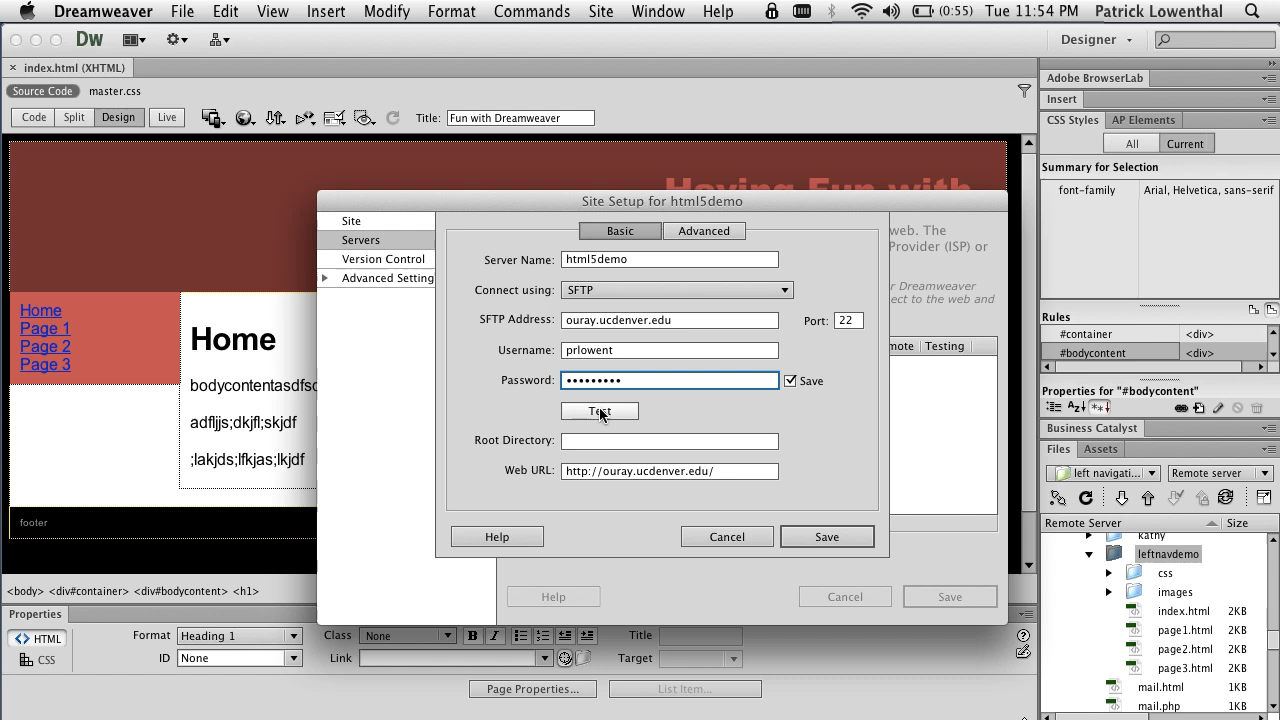 Dreamweaver File Edit View Insert Modify Format Commands Site Window Help (0:55) Tue 11:54 PM Patrick Lowenthal
Dw Designer
× index.html (XHTML)
Source Code master.css
Code Split Design Live Title: Fun with Dreamweaver
Having Fun with
Home
Page 1
Page 2
Page 3
Home
bodycontentasdfsc
adfljjs;dkjfl;skjdf
;lakjds;lfkjas;lkjdf
footer
Site Setup for html5demo
Site
Servers
Version Control
Advanced Setting
Basic Advanced
Server Name: html5demo
Connect using: SFTP
SFTP Address: ouray.ucdenver.edu Port: 22
Username: prlowent
Password: ••••••••• Save
Test
Root Directory:
Web URL: http://ouray.ucdenver.edu/
Help Cancel Save
web. The
Provider (ISP) or
r Dreamweaver
ect to the web and
mote Testing
Help Cancel Save
<body> <div#container> <div#bodycontent> <h1>
Properties
<> HTML Format Heading 1 Class None B I Title
CSS ID None Link Target
Page Properties... List Item...
Adobe BrowserLab
Insert
CSS Styles AP Elements
All Current
Summary for Selection
font-family Arial, Helvetica, sans-serif
Rules
#container <div>
#bodycontent <div>
Properties for "#bodycontent"
Business Catalyst
Files Assets
left navigati... Remote server
Remote Server Size
kathy
leftnavdemo
css
images
index.html 2KB
page1.html 2KB
page2.html 2KB
page3.html 2KB
mail.html 1KB
mail.php 1KB